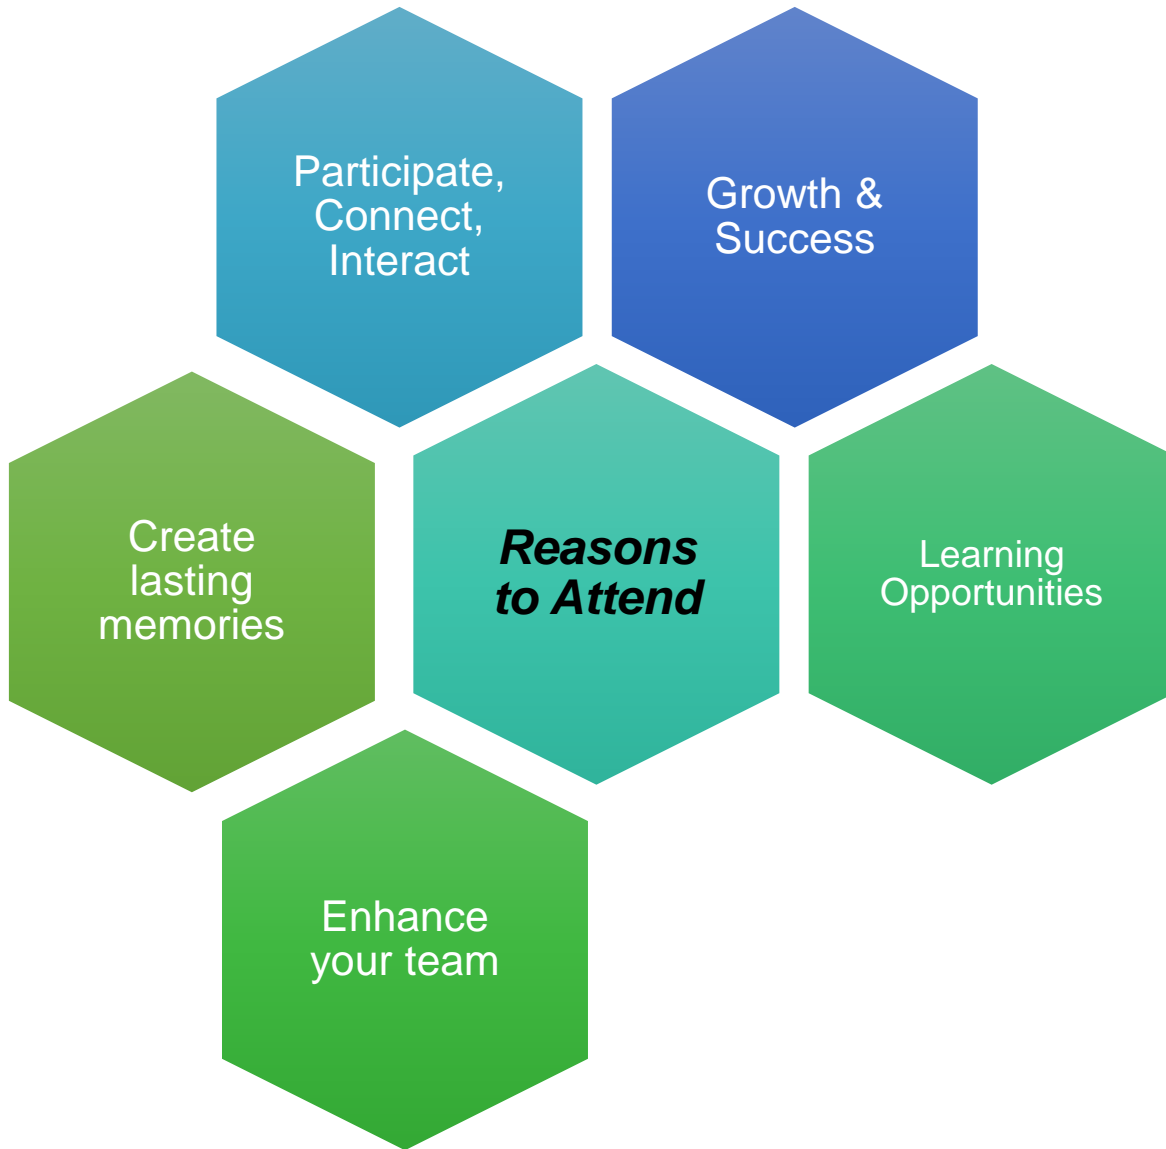 Participate,
Connect,
Interact
Growth &
Success
Create
lasting
memories
Reasons
to Attend
Learning
Opportunities
Enhance
your team